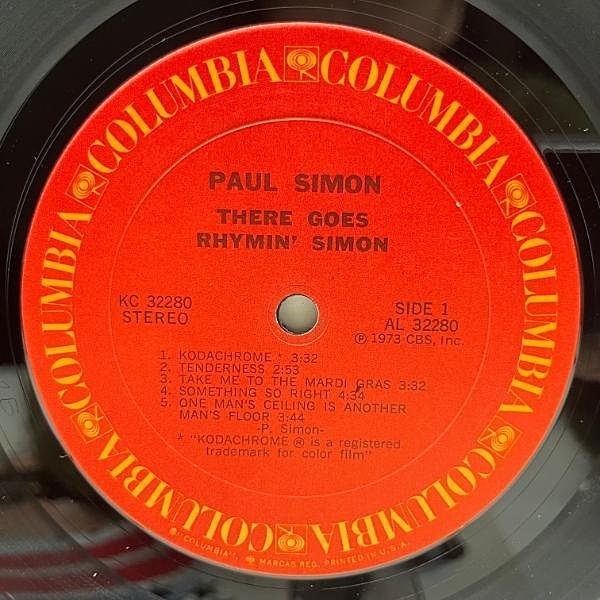 COLUMBIA COLUMBIA COLUMBIA COLUMBIA COLUMBIA COLUMBIA
PAUL SIMON
THERE GOES
RHYMIN' SIMON
KC 32280
STEREO
SIDE 1
AL 32280
Ⓟ 1973 CBS, Inc.
1. KODACHROME * 3:32
2. TENDERNESS 2:53
3. TAKE ME TO THE MARDI GRAS 3:32
4. SOMETHING SO RIGHT 4:34
5. ONE MAN'S CEILING IS ANOTHER
MAN'S FLOOR 3:44
-P. Simon-
* "KODACHROME ® is a registered
trademark for color film"
"COLUMBIA", MARCAS REG. PRINTED IN U.S.A.